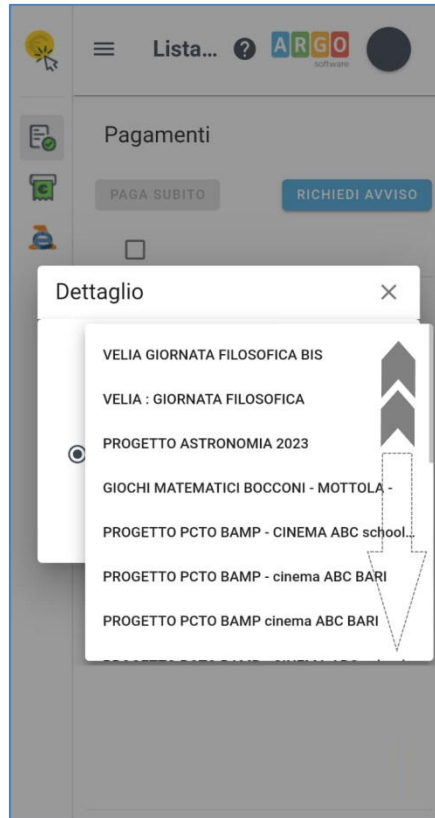 Lista...
ARGO
software
Pagamenti
PAGA SUBITO
RICHIEDI AVVISO
Dettaglio
VELIA GIORNATA FILOSOFICA BIS
VELIA : GIORNATA FILOSOFICA
PROGETTO ASTRONOMIA 2023
GIOCHI MATEMATICI BOCCONI - MOTTOLA -
PROGETTO PCTO BAMP - CINEMA ABC school...
PROGETTO PCTO BAMP - cinema ABC BARI
PROGETTO PCTO BAMP cinema ABC BARI